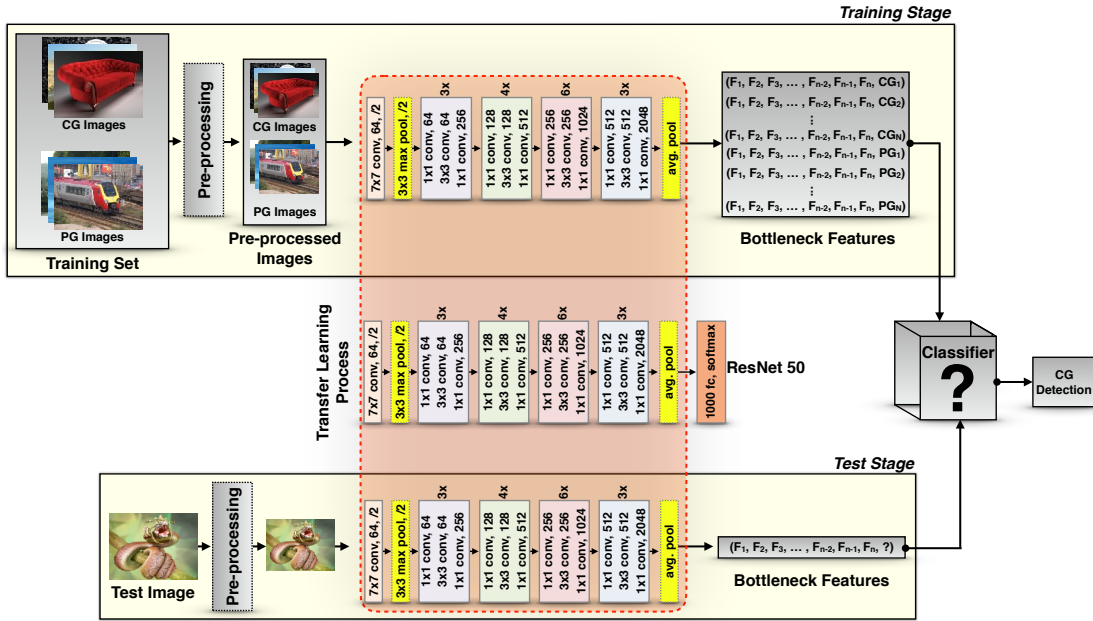 Training Stage
CG Images
PG Images
Training Set
Pre-processing
CG Images
PG Images
Pre-processed
Images
7x7 conv, 64, /2
3x3 max pool, /2
3x
1x1 conv, 64
3x3 conv, 64
1x1 conv, 256
4x
1x1 conv, 128
3x3 conv, 128
1x1 conv, 512
6x
1x1 conv, 256
3x3 conv, 256
1x1 conv, 1024
3x
1x1 conv, 512
3x3 conv, 512
1x1 conv, 2048
avg. pool
(F1, F2, F3, ... , Fn-2, Fn-1, Fn, CG1)
(F1, F2, F3, ... , Fn-2, Fn-1, Fn, CG2)
⋮
(F1, F2, F3, ... , Fn-2, Fn-1, Fn, CGN)
(F1, F2, F3, ... , Fn-2, Fn-1, Fn, PG1)
(F1, F2, F3, ... , Fn-2, Fn-1, Fn, PG2)
⋮
(F1, F2, F3, ... , Fn-2, Fn-1, Fn, PGN)
Bottleneck Features
Transfer Learning
Process
7x7 conv, 64, /2
3x3 max pool, /2
3x
1x1 conv, 64
3x3 conv, 64
1x1 conv, 256
4x
1x1 conv, 128
3x3 conv, 128
1x1 conv, 512
6x
1x1 conv, 256
3x3 conv, 256
1x1 conv, 1024
3x
1x1 conv, 512
3x3 conv, 512
1x1 conv, 2048
avg. pool
1000 fc, softmax
ResNet 50
Classifier
?
CG
Detection
Test Stage
Test Image
Pre-processing
7x7 conv, 64, /2
3x3 max pool, /2
3x
1x1 conv, 64
3x3 conv, 64
1x1 conv, 256
4x
1x1 conv, 128
3x3 conv, 128
1x1 conv, 512
6x
1x1 conv, 256
3x3 conv, 256
1x1 conv, 1024
3x
1x1 conv, 512
3x3 conv, 512
1x1 conv, 2048
avg. pool
(F1, F2, F3, ... , Fn-2, Fn-1, Fn, ?)
Bottleneck Features